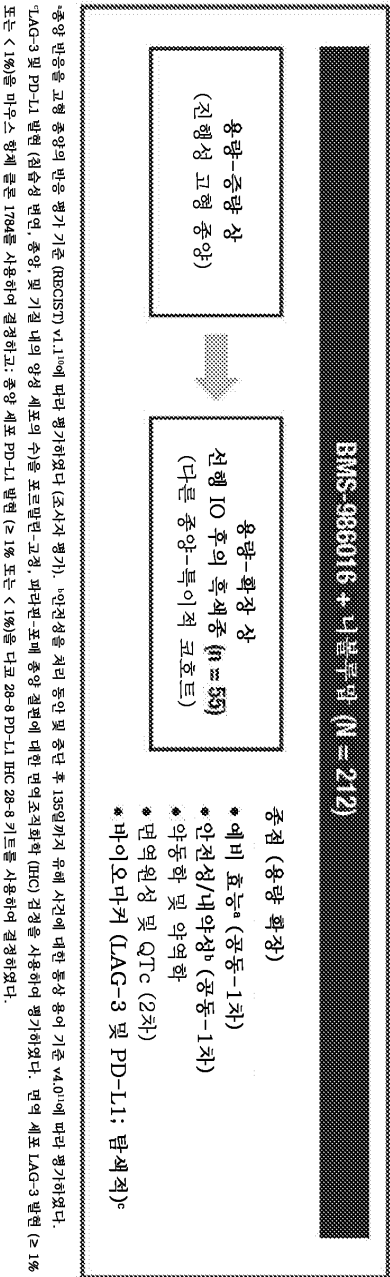 BMS-986016 + 니볼루맙 (N = 212)
용량-증량 상
(진행성 고형 종양)
용량-확장 상
선행 IO 후의 흑색종 (n = 55)
(다른 종양-특이적 코호트)
종점 (용량 확장)
• 예비 효능ᵃ (공동-1차)
• 안전성/내약성ᵇ (공동-1차)
• 약동학 및 약역학
• 면역원성 및 QTc (2차)
• 바이오마커 (LAG-3 및 PD-L1; 탐색적)ᶜ
ᵃ종양 반응을 고형 종양의 반응 평가 기준 (RECIST) v1.1¹⁰에 따라 평가하였다 (조사자 평가). ᵇ안전성을 처리 동안 및 중단 후 135일까지 유해 사건에 대한 통상 용어 기준 v4.0¹¹에 따라 평가하였다.
ᶜLAG-3 및 PD-L1 발현 (침습성 변연, 종양, 및 기질 내의 양성 세포의 수)을 포르말린-고정, 파라핀-포매 종양 절편에 대한 면역조직화학 (IHC) 검정을 사용하여 평가하였다. 면역 세포 LAG-3 발현 (≥ 1%
또는 < 1%)을 마우스 항체 클론 17B4를 사용하여 결정하고; 종양 세포 PD-L1 발현 (≥ 1% 또는 < 1%)을 다코 28-8 PD-L1 IHC 28-8 키트를 사용하여 결정하였다.